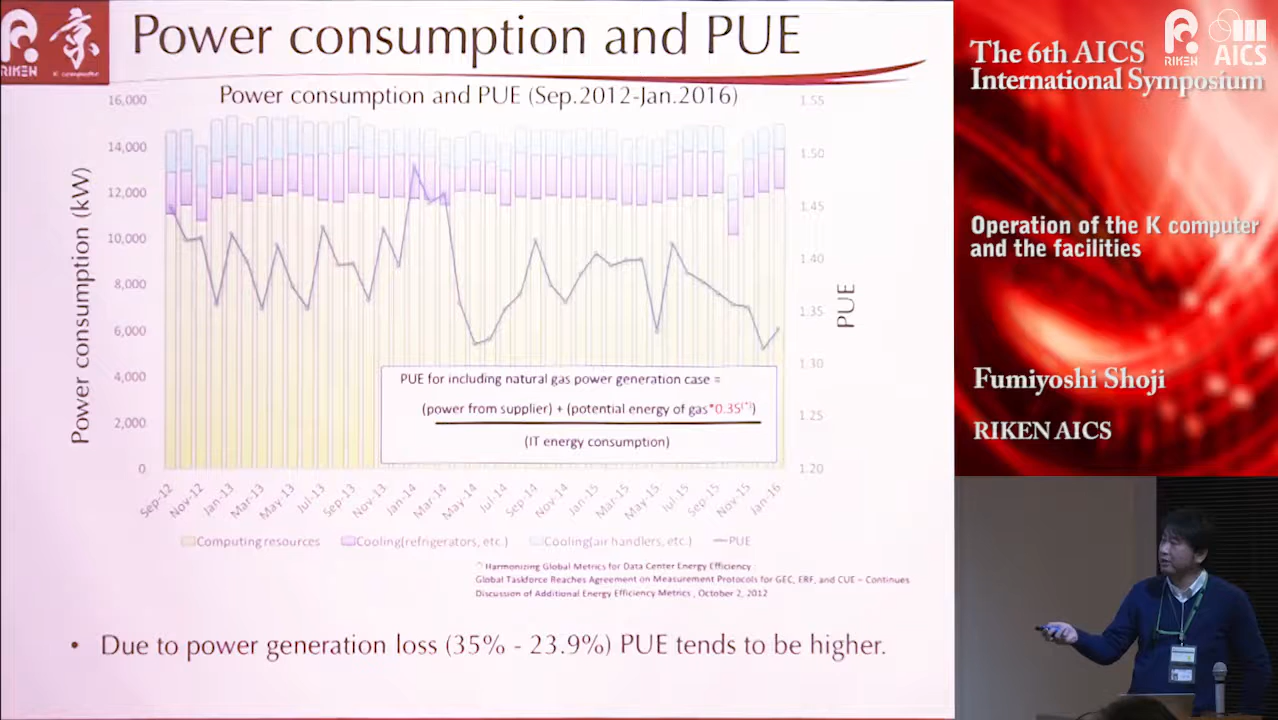 RIKEN
京
K computer
Power consumption and PUE
Power consumption and PUE (Sep.2012-Jan.2016)
Power consumption (kW)
16,000
14,000
12,000
10,000
8,000
6,000
4,000
2,000
0
1.55
1.50
1.45
1.40
1.35
1.30
1.25
1.20
PUE
PUE for including natural gas power generation case =
(power from supplier) + (potential energy of gas*0.35(*))
(IT energy consumption)
Sep-12 Nov-12 Jan-13 Mar-13 May-13 Jul-13 Sep-13 Nov-13 Jan-14 Mar-14 May-14 Jul-14 Sep-14 Nov-14 Jan-15 Mar-15 May-15 Jul-15 Sep-15 Nov-15 Jan-16
Computing resources Cooling(refrigerators, etc.) Cooling(air handlers, etc.) PUE
(*) Harmonizing Global Metrics for Data Center Energy Efficiency :
Global Taskforce Reaches Agreement on Measurement Protocols for GEC, ERF, and CUE – Continues
Discussion of Additional Energy Efficiency Metrics , October 2, 2012
• Due to power generation loss (35% - 23.9%) PUE tends to be higher.
The 6th AICS
International Symposium
RIKEN AICS
Operation of the K computer
and the facilities
Fumiyoshi Shoji
RIKEN AICS